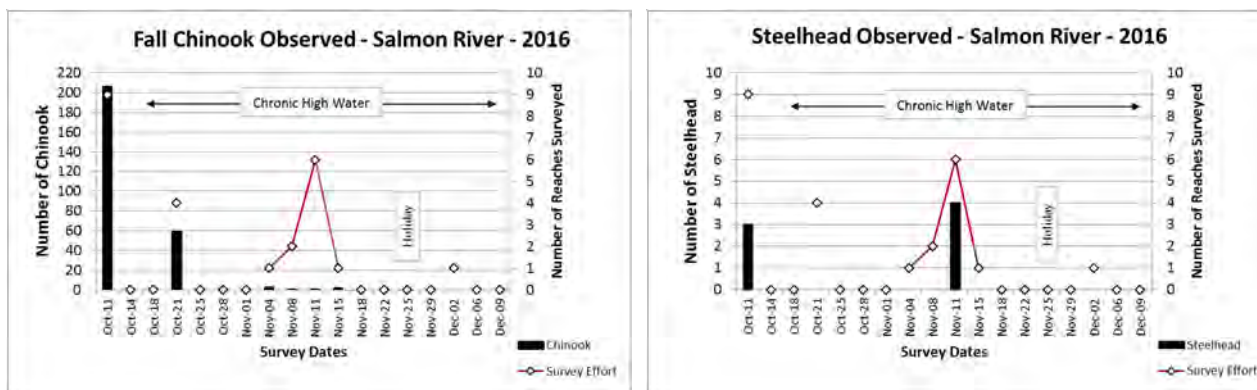 Fall Chinook Observed - Salmon River - 2016
Number of Chinook
220
200
180
160
140
120
100
80
60
40
20
0
Chronic High Water
Holiday
10
9
8
7
6
5
4
3
2
1
0
Number of Reaches Surveyed
Oct-11
Oct-14
Oct-18
Oct-21
Oct-25
Oct-28
Nov-01
Nov-04
Nov-08
Nov-11
Nov-15
Nov-18
Nov-22
Nov-25
Nov-29
Dec-02
Dec-06
Dec-09
Survey Dates
Chinook
Survey Effort
Steelhead Observed - Salmon River - 2016
Number of Steelhead
10
9
8
7
6
5
4
3
2
1
0
Chronic High Water
Holiday
10
9
8
7
6
5
4
3
2
1
0
Number of Reaches Surveyed
Oct-11
Oct-14
Oct-18
Oct-21
Oct-25
Oct-28
Nov-01
Nov-04
Nov-08
Nov-11
Nov-15
Nov-18
Nov-22
Nov-25
Nov-29
Dec-02
Dec-06
Dec-09
Survey Dates
Steelhead
Survey Effort